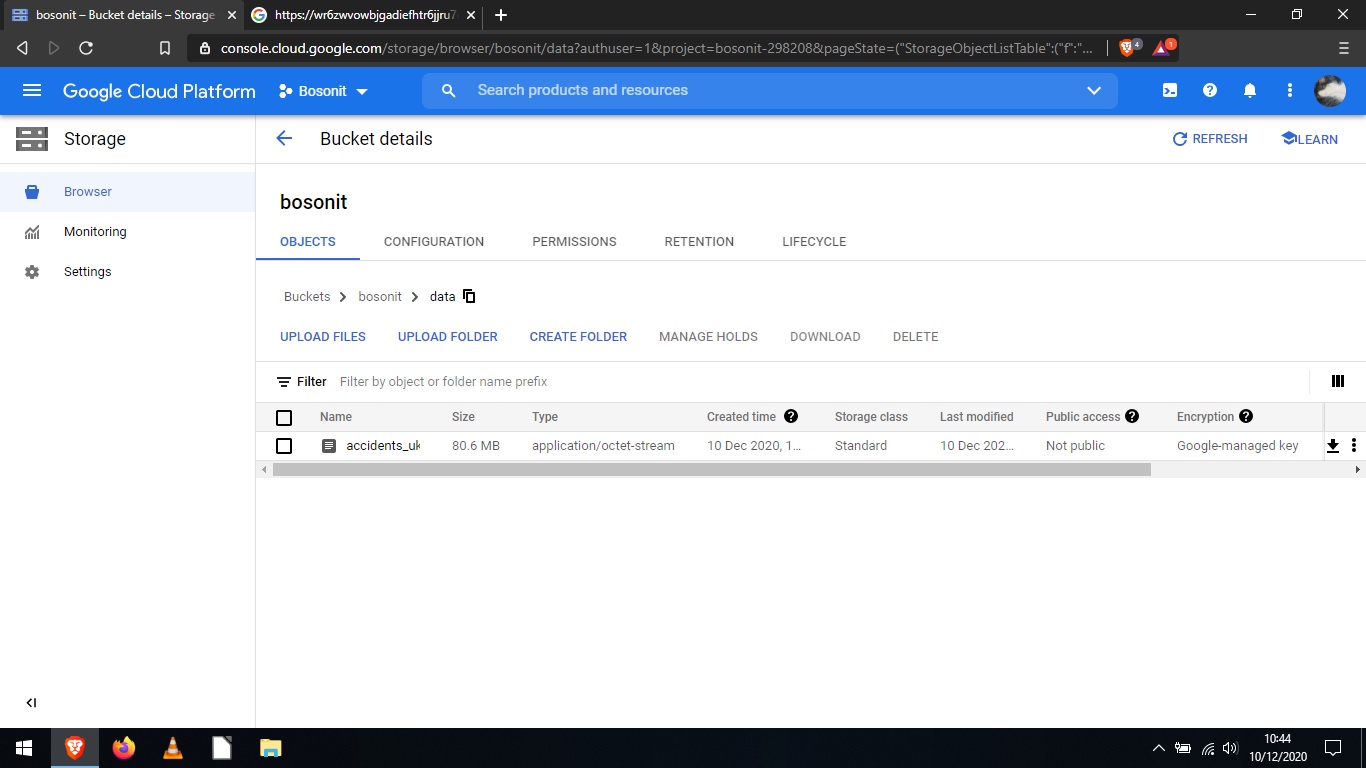 bosonit – Bucket details – Storage
https://wr6zwvowbjgadiefhtr6jjru7
console.cloud.google.com/storage/browser/bosonit/data?authuser=1&project=bosonit-298208&pageState=("StorageObjectListTable":("f":"...
4
1
Google Cloud Platform
Bosonit
Search products and resources
Storage
Bucket details
REFRESH
LEARN
Browser
Monitoring
Settings
bosonit
OBJECTS CONFIGURATION PERMISSIONS RETENTION LIFECYCLE
Buckets bosonit data
UPLOAD FILES UPLOAD FOLDER CREATE FOLDER MANAGE HOLDS DOWNLOAD DELETE
Filter Filter by object or folder name prefix
Name Size Type Created time Storage class Last modified Public access Encryption
accidents_uk 80.6 MB application/octet-stream 10 Dec 2020, 1... Standard 10 Dec 202... Not public Google-managed key
10:44
10/12/2020